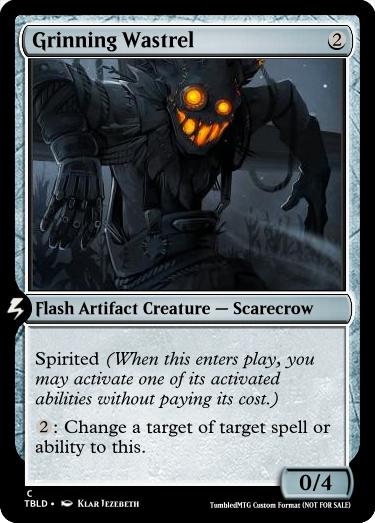 Grinning Wastrel 2
Flash Artifact Creature — Scarecrow
Spirited (When this enters play, you
may activate one of its activated
abilities without paying its cost.)
2 : Change a target of target spell or
ability to this.
0/4
C
TBLD • KLAR JEZEBETH
TumbledMTG Custom Format (NOT FOR SALE)